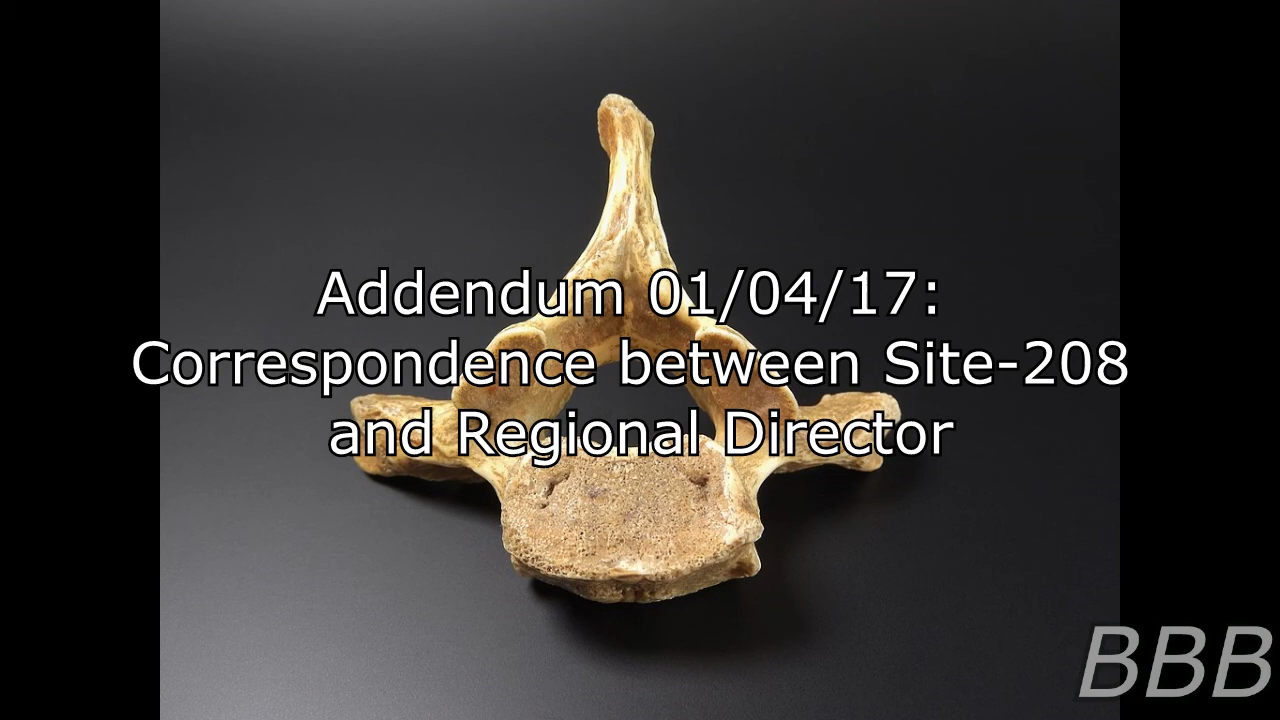 Addendum 01/04/17:
Correspondence between Site-208
and Regional Director
BBB